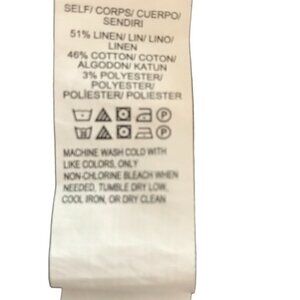 SELF/ CORPS/ CUERPO/
SENDIRI
51% LINEN/ LIN/ LINO/
LINEN
46% COTTON/ COTON/
ALGODON/ KATUN
3% POLYESTER/
POLYESTER/
POLIESTER/ POLIESTER
MACHINE WASH COLD WITH
LIKE COLORS, ONLY
NON-CHLORINE BLEACH WHEN
NEEDED, TUMBLE DRY LOW,
COOL IRON, OR DRY CLEAN